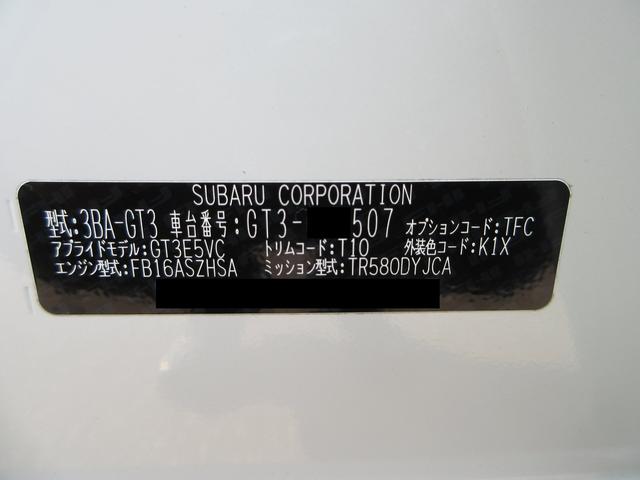 SUBARU CORPORATION
型式:3BA-GT3 車台番号:GT3- 507 オプションコード:TFC
アプライドモデル:GT3E5VC トリムコード:T10 外装色コード:K1X
エンジン型式:FB16ASZHSA ミッション型式:TR580DYJCA